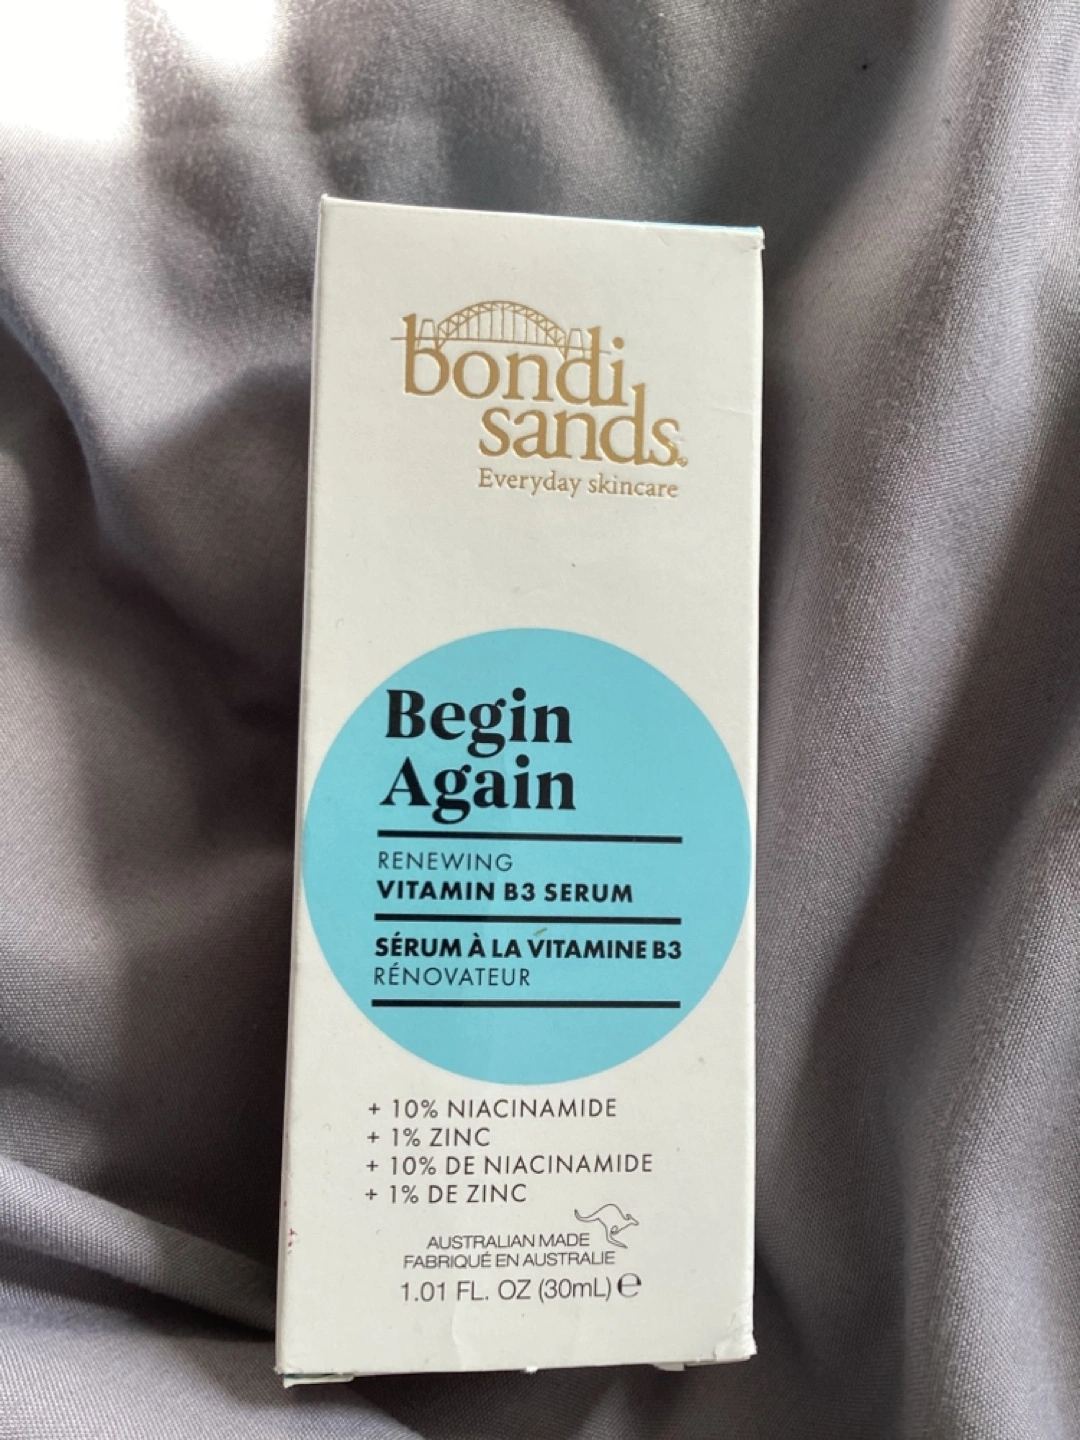 bondi
sands
Everyday skincare
Begin
Again
RENEWING
VITAMIN B3 SERUM
SÉRUM À LA VITAMINE B3
RÉNOVATEUR
+ 10% NIACINAMIDE
+ 1% ZINC
+ 10% DE NIACINAMIDE
+ 1% DE ZINC
AUSTRALIAN MADE
FABRIQUÉ EN AUSTRALIE
1.01 FL. OZ (30mL) ℮